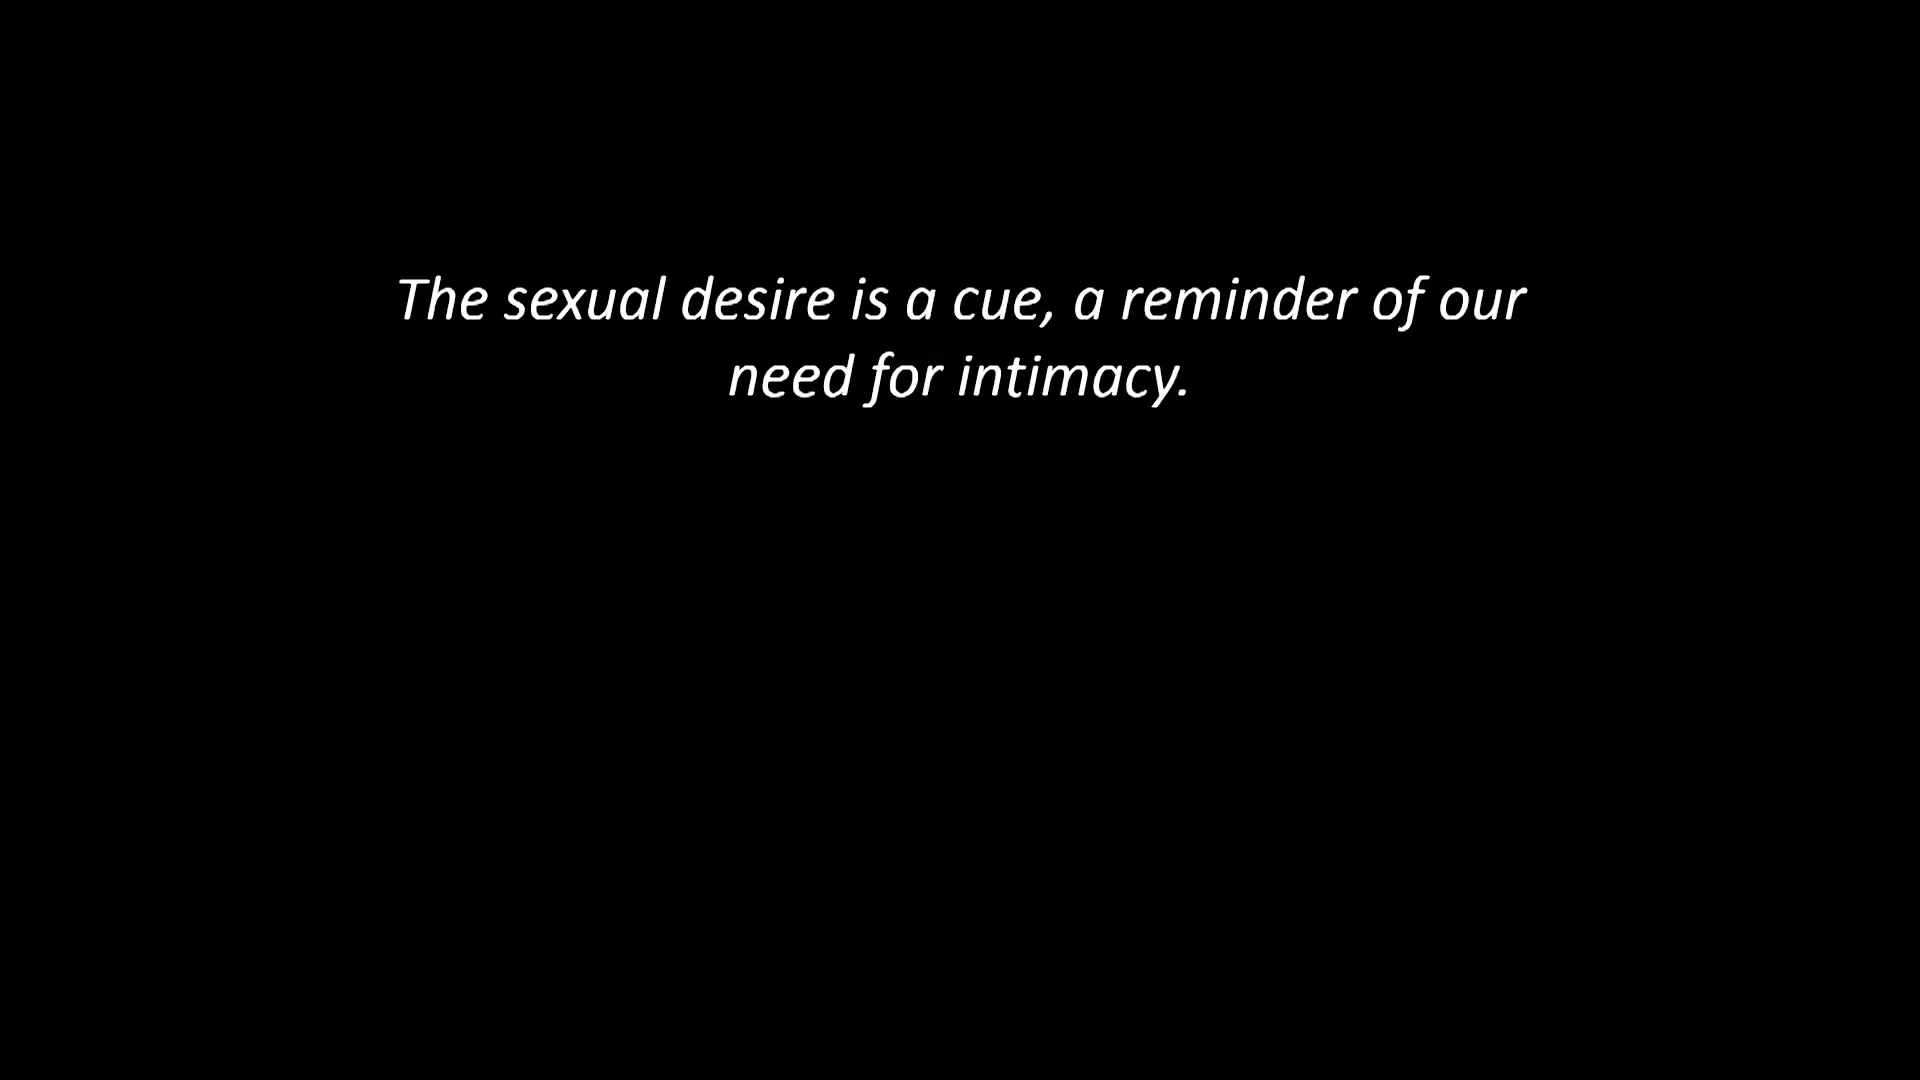 The sexual desire is a cue, a reminder of our
need for intimacy.